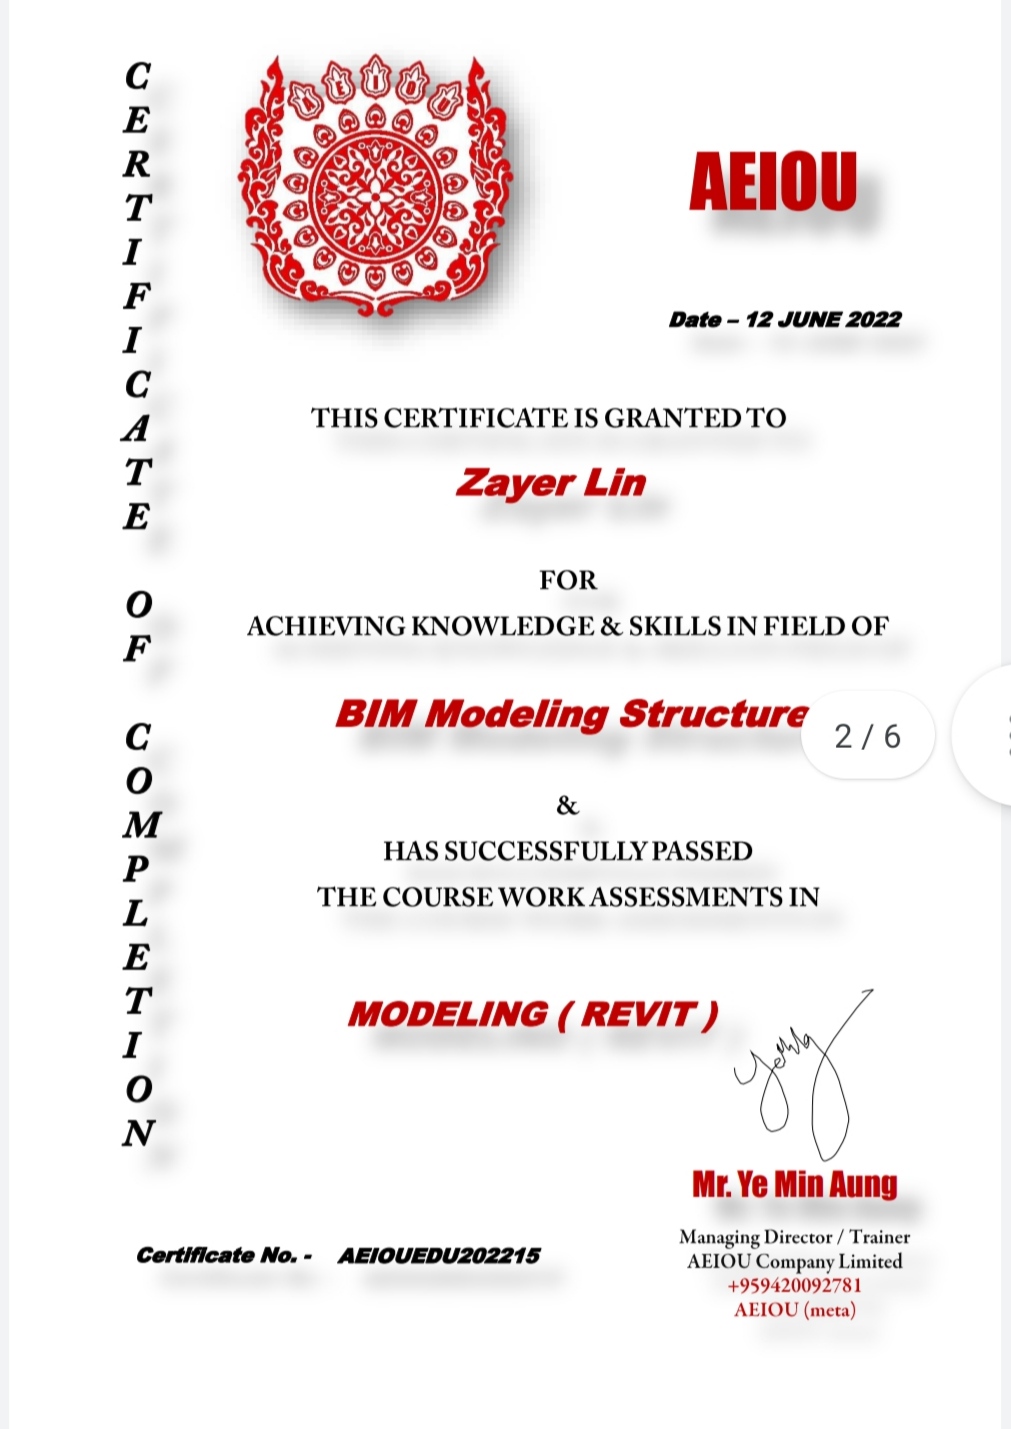 CERTIFICATE OF COMPLETION
A E I O U
AEIOU
Date – 12 JUNE 2022
THIS CERTIFICATE IS GRANTED TO
Zayer Lin
FOR
ACHIEVING KNOWLEDGE & SKILLS IN FIELD OF
BIM Modeling Structure
2 / 6
&
HAS SUCCESSFULLY PASSED
THE COURSE WORK ASSESSMENTS IN
MODELING ( REVIT )
Mr. Ye Min Aung
Managing Director / Trainer
AEIOU Company Limited
+959420092781
AEIOU (meta)
Certificate No. - AEIOUEDU202215